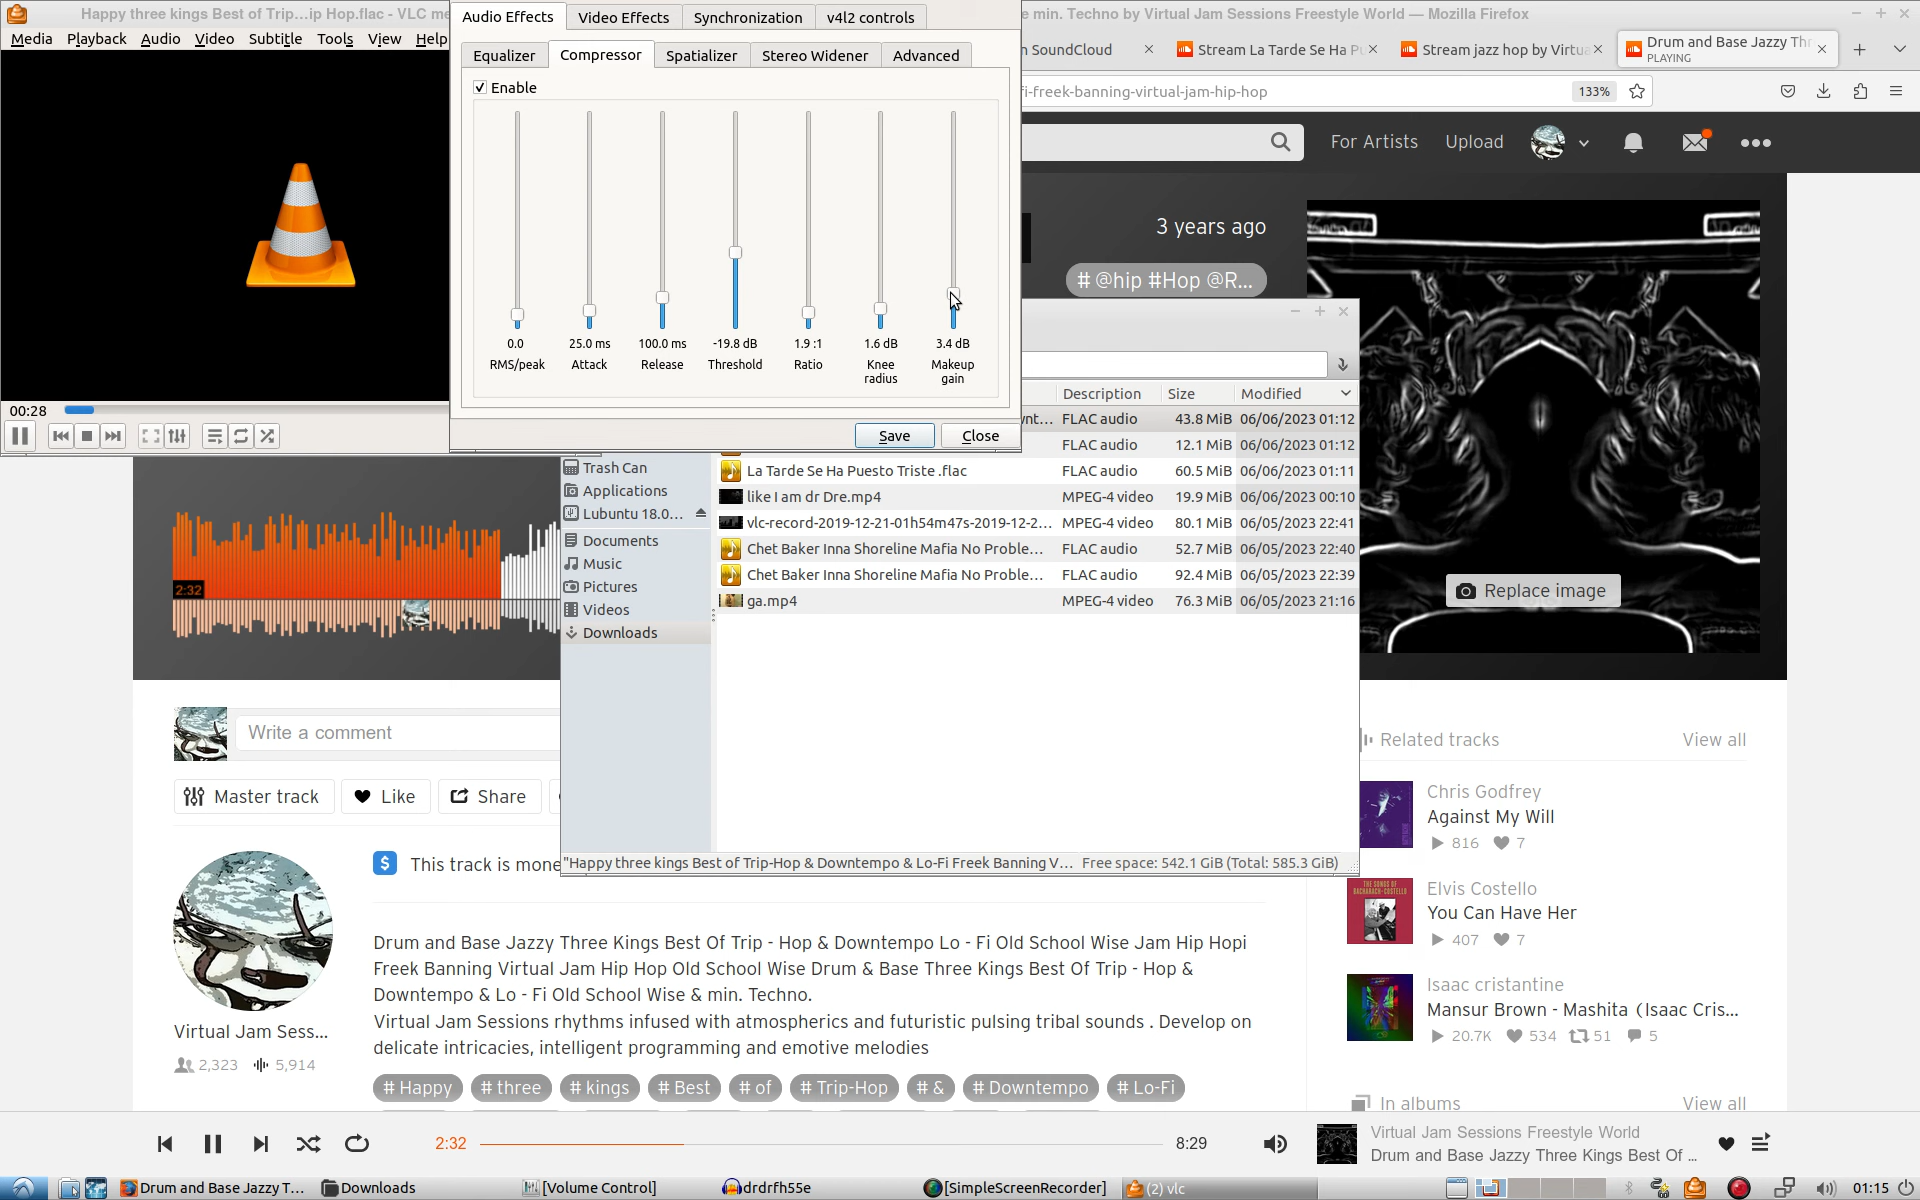 Happy three kings Best of Trip...ip Hop.flac - VLC me
Media Playback Audio Video Subtitle Tools View Help
00:28
Audio Effects Video Effects Synchronization v4l2 controls
Equalizer Compressor Spatializer Stereo Widener Advanced
Enable
0.0 25.0 ms 100.0 ms -19.8 dB 1.9 :1 1.6 dB 3.4 dB
RMS/peak Attack Release Threshold Ratio Knee radius Makeup gain
Save Close
e min. Techno by Virtual Jam Sessions Freestyle World — Mozilla Firefox
n SoundCloud
Stream La Tarde Se Ha Pu
Stream jazz hop by Virtua
Drum and Base Jazzy Thr
PLAYING
fi-freek-banning-virtual-jam-hip-hop 133%
For Artists Upload
3 years ago
# @hip #Hop @R...
Replace image
Description Size Modified
wnt... FLAC audio 43.8 MiB 06/06/2023 01:12
FLAC audio 12.1 MiB 06/06/2023 01:12
La Tarde Se Ha Puesto Triste .flac FLAC audio 60.5 MiB 06/06/2023 01:11
like I am dr Dre.mp4 MPEG-4 video 19.9 MiB 06/06/2023 00:10
vlc-record-2019-12-21-01h54m47s-2019-12-2... MPEG-4 video 80.1 MiB 06/05/2023 22:41
Chet Baker Inna Shoreline Mafia No Proble... FLAC audio 52.7 MiB 06/05/2023 22:40
Chet Baker Inna Shoreline Mafia No Proble... FLAC audio 92.4 MiB 06/05/2023 22:39
ga.mp4 MPEG-4 video 76.3 MiB 06/05/2023 21:16
Trash Can
Applications
Lubuntu 18.0...
Documents
Music
Pictures
Videos
Downloads
"Happy three kings Best of Trip-Hop & Downtempo & Lo-Fi Freek Banning V... Free space: 542.1 GiB (Total: 585.3 GiB)
2:32
Write a comment
Master track Like Share
$ This track is mone
Drum and Base Jazzy Three Kings Best Of Trip - Hop & Downtempo Lo - Fi Old School Wise Jam Hip Hopi
Freek Banning Virtual Jam Hip Hop Old School Wise Drum & Base Three Kings Best Of Trip - Hop &
Downtempo & Lo - Fi Old School Wise & min. Techno.
Virtual Jam Sessions rhythms infused with atmospherics and futuristic pulsing tribal sounds . Develop on
delicate intricacies, intelligent programming and emotive melodies
# Happy # three # kings # Best # of # Trip-Hop # & # Downtempo # Lo-Fi
Virtual Jam Sess...
2,323 5,914
Related tracks View all
Chris Godfrey
Against My Will
816 7
THE SONGS OF
BACHARACH-COSTELLO
Elvis Costello
You Can Have Her
407 7
Isaac cristantine
Mansur Brown - Mashita (Isaac Cris...
20.7K 534 51 5
In albums View all
2:32 8:29
Virtual Jam Sessions Freestyle World
Drum and Base Jazzy Three Kings Best Of ...
Drum and Base Jazzy T... Downloads [Volume Control] drdrfh55e [SimpleScreenRecorder] (2) vlc 01:15